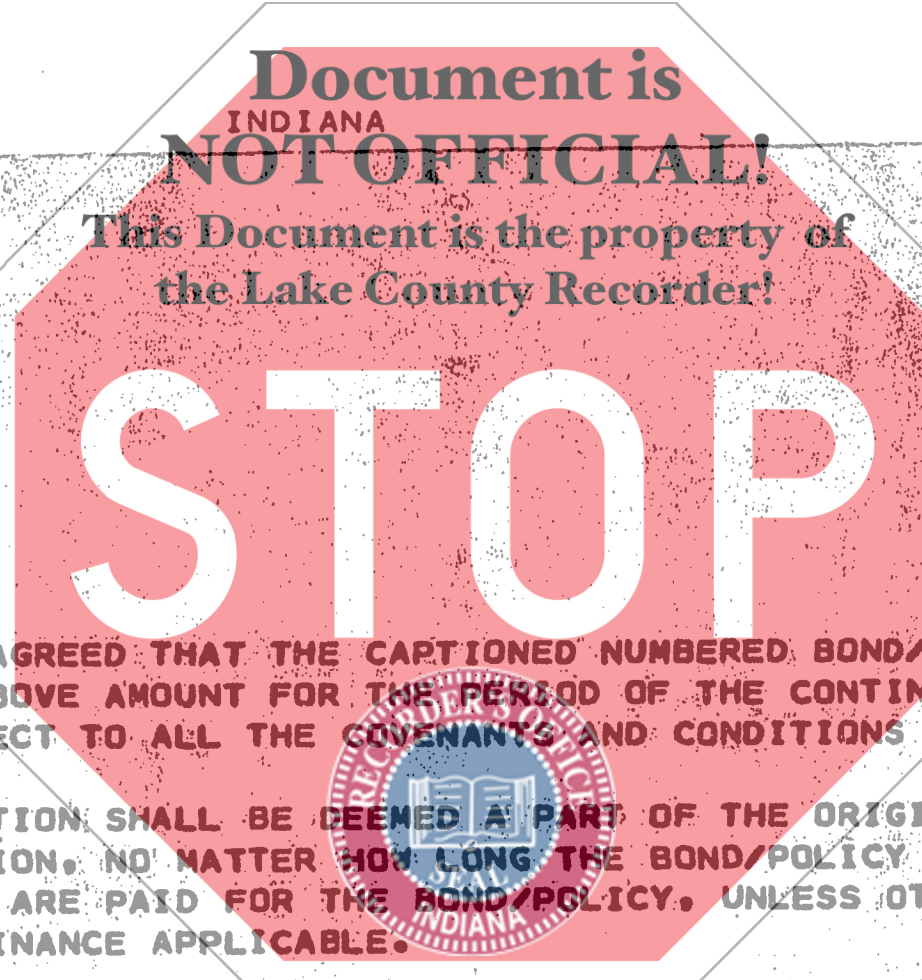 Document is
INDIANA
NOT OFFICIAL!
This Document is the property of
the Lake County Recorder!
STOP
AGREED THAT THE CAPTIONED NUMBERED BOND/
BOVE AMOUNT FOR THE PERIOD OF THE CONTIN
ECT TO ALL THE COVENANTS AND CONDITIONS
TION SHALL BE DEEMED A PART OF THE ORIGI
ION, NO MATTER HOW LONG THE BOND/POLICY
ARE PAID FOR THE BOND/POLICY, UNLESS OT
INANCE APPLICABLE.
RECORDER'S OFFICE
SEAL
INDIANA